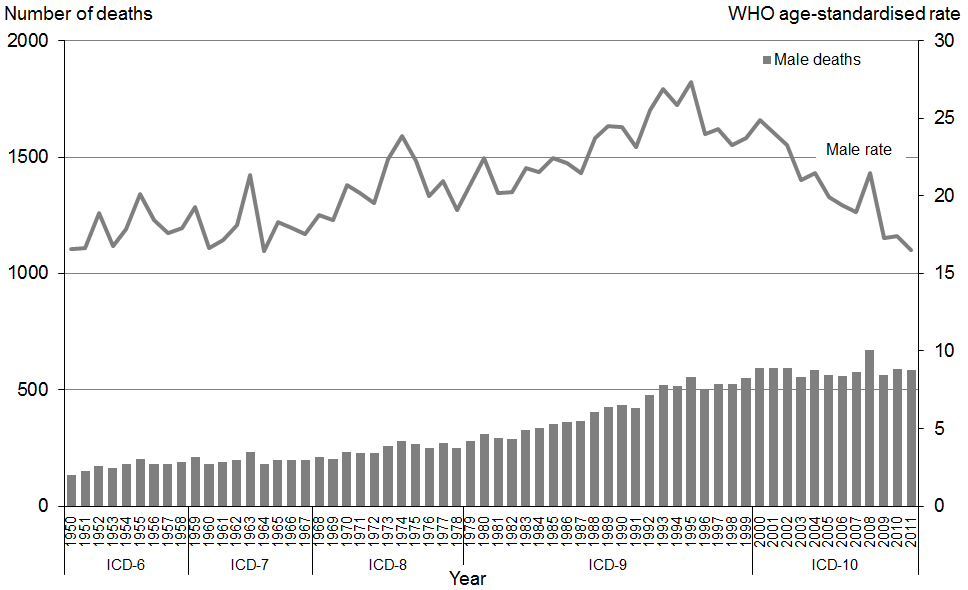 Number of deaths
WHO age-standardised rate
2000
30
Male deaths
25
1500
Male rate
20
1000
15
10
500
5
0
0
1950 1951 1952 1953 1954 1955 1956 1957 1958 1959 1960 1961 1962 1963 1964 1965 1966 1967 1968 1969 1970 1971 1972 1973 1974 1975 1976 1977 1978 1979 1980 1981 1982 1983 1984 1985 1986 1987 1988 1989 1990 1991 1992 1993 1994 1995 1996 1997 1998 1999 2000 2001 2002 2003 2004 2005 2006 2007 2008 2009 2010 2011
ICD-6 ICD-7 ICD-8 ICD-9 ICD-10
Year